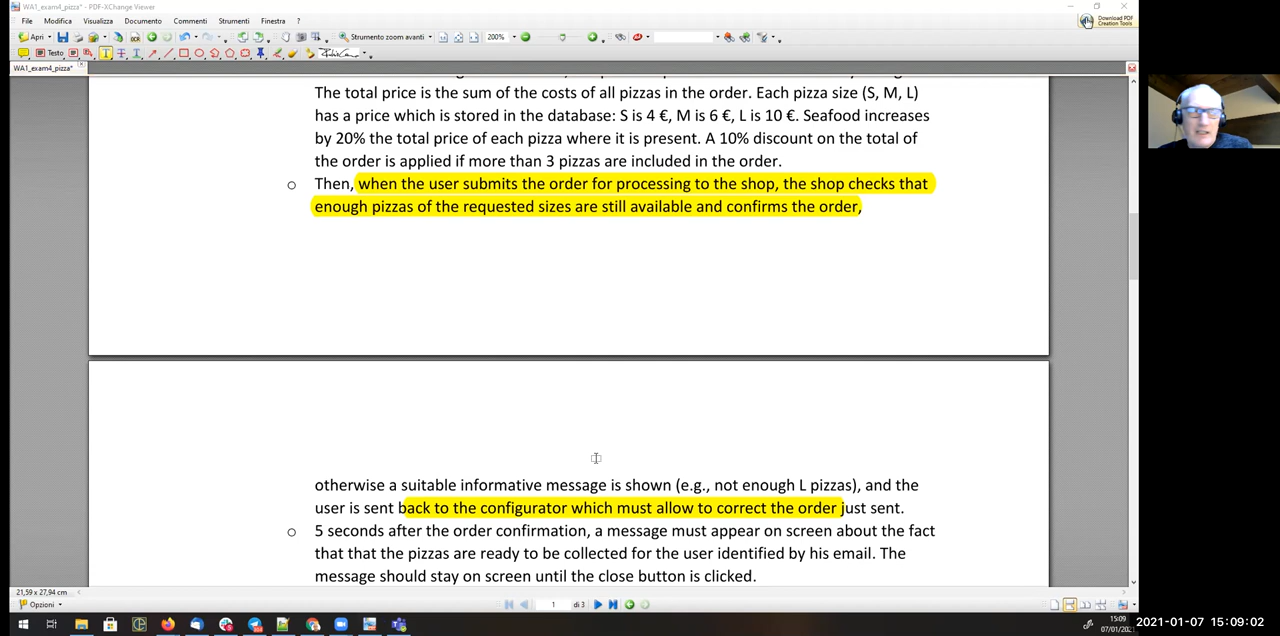 WA1_exam4_pizza* - PDF-XChange Viewer
File Modifica Visualizza Documento Commenti Strumenti Finestra ?
Download PDF
Creation Tools
Apri OCR Strumento zoom avanti 200%
Testo
WA1_exam4_pizza*
The total price is the sum of the costs of all pizzas in the order. Each pizza size (S, M, L)
has a price which is stored in the database: S is 4 €, M is 6 €, L is 10 €. Seafood increases
by 20% the total price of each pizza where it is present. A 10% discount on the total of
the order is applied if more than 3 pizzas are included in the order.
o Then, when the user submits the order for processing to the shop, the shop checks that
enough pizzas of the requested sizes are still available and confirms the order,
otherwise a suitable informative message is shown (e.g., not enough L pizzas), and the
user is sent back to the configurator which must allow to correct the order just sent.
o 5 seconds after the order confirmation, a message must appear on screen about the fact
that that the pizzas are ready to be collected for the user identified by his email. The
message should stay on screen until the close button is clicked.
21,59 x 27,94 cm
Opzioni 1 di 3
15:09
07/01/2021
2021-01-07 15:09:02